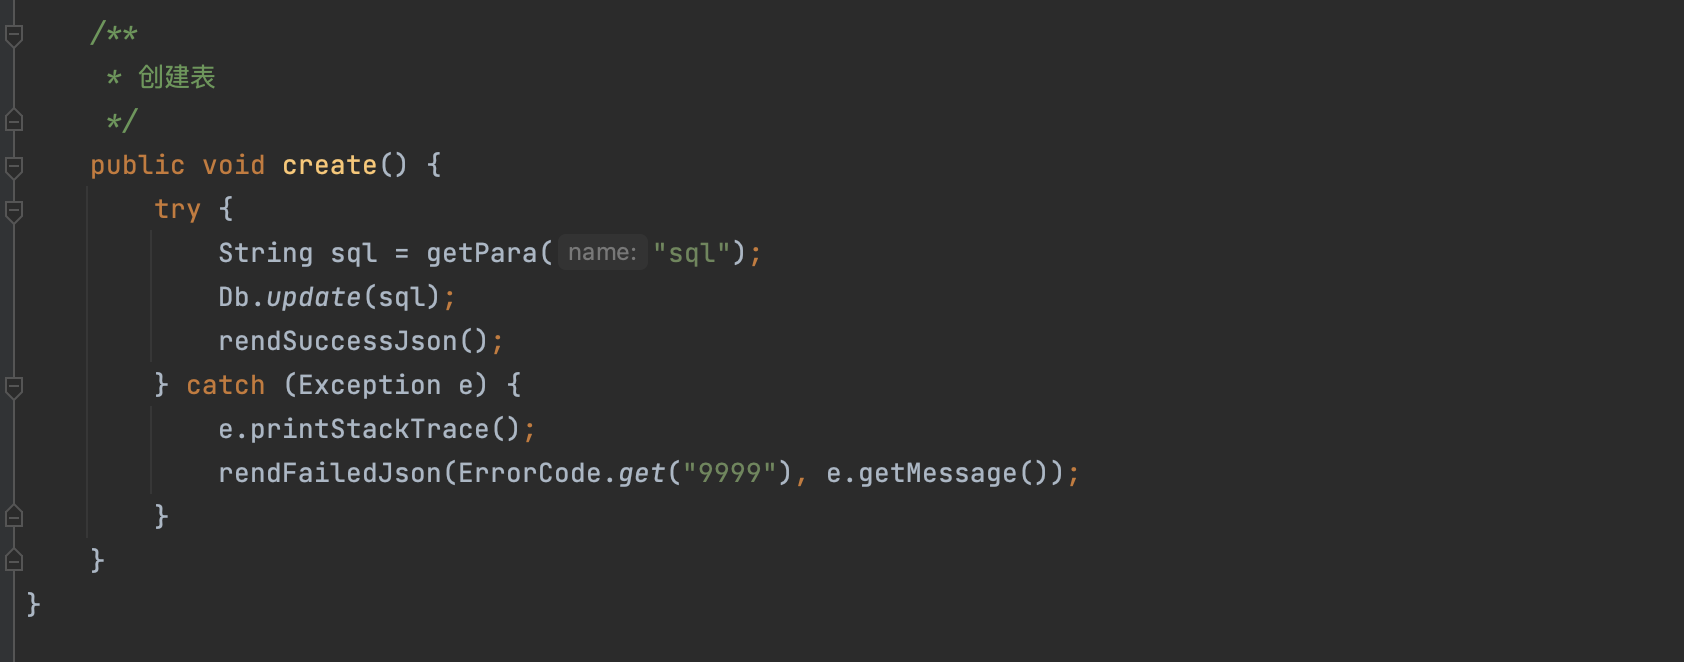 /**
* 创建表
*/
public void create() {
try {
String sql = getPara( name: "sql");
Db.update(sql);
rendSuccessJson();
} catch (Exception e) {
e.printStackTrace();
rendFailedJson(ErrorCode.get("9999"), e.getMessage());
}
}
}